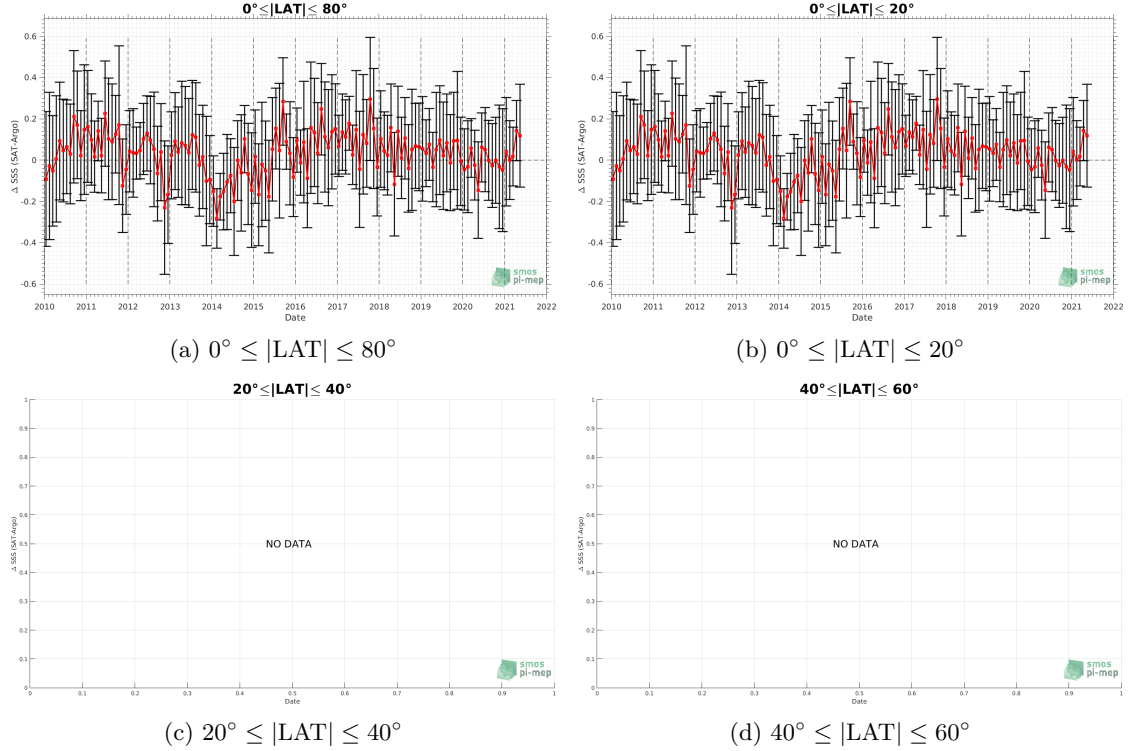 0°≤|LAT|≤ 80°
Δ SSS (SAT-Argo)
0.6
0.4
0.2
0
-0.2
-0.4
-0.6
2010 2011 2012 2013 2014 2015 2016 2017 2018 2019 2020 2021 2022
Date
smos
pi-mep
(a) 0° ≤ |LAT| ≤ 80°
0°≤|LAT|≤ 20°
Δ SSS (SAT-Argo)
0.6
0.4
0.2
0
-0.2
-0.4
-0.6
2010 2011 2012 2013 2014 2015 2016 2017 2018 2019 2020 2021 2022
Date
smos
pi-mep
(b) 0° ≤ |LAT| ≤ 20°
20°≤|LAT|≤ 40°
Δ SSS (SAT-Argo)
1
0.9
0.8
0.7
0.6
0.5
0.4
0.3
0.2
0.1
0
NO DATA
0 0.1 0.2 0.3 0.4 0.5 0.6 0.7 0.8 0.9 1
Date
smos
pi-mep
(c) 20° ≤ |LAT| ≤ 40°
40°≤|LAT|≤ 60°
Δ SSS (SAT-Argo)
1
0.9
0.8
0.7
0.6
0.5
0.4
0.3
0.2
0.1
0
NO DATA
0 0.1 0.2 0.3 0.4 0.5 0.6 0.7 0.8 0.9 1
Date
smos
pi-mep
(d) 40° ≤ |LAT| ≤ 60°